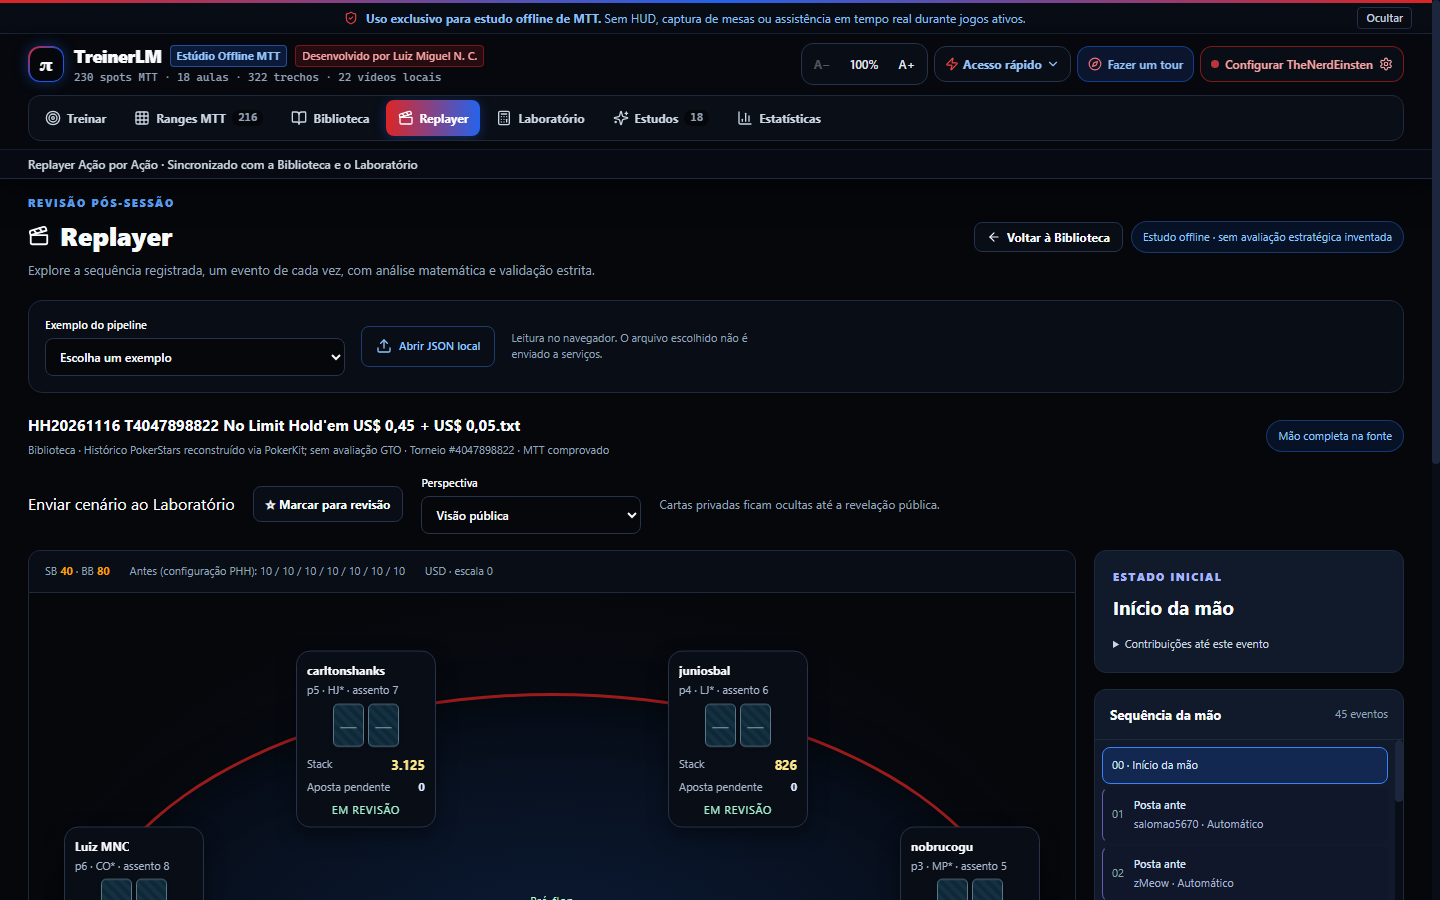 Uso exclusivo para estudo offline de MTT. Sem HUD, captura de mesas ou assistência em tempo real durante jogos ativos.
Ocultar
π
TreinerLM
Estúdio Offline MTT
Desenvolvido por Luiz Miguel N. C.
230 spots MTT · 18 aulas · 322 trechos · 22 vídeos locais
A−
100%
A+
Acesso rápido
Fazer um tour
Configurar TheNerdEinsten
Treinar
Ranges MTT 216
Biblioteca
Replayer
Laboratório
Estudos 18
Estatísticas
Replayer Ação por Ação · Sincronizado com a Biblioteca e o Laboratório
REVISÃO PÓS-SESSÃO
Replayer
Voltar à Biblioteca
Estudo offline · sem avaliação estratégica inventada
Explore a sequência registrada, um evento de cada vez, com análise matemática e validação estrita.
Exemplo do pipeline
Escolha um exemplo
Abrir JSON local
Leitura no navegador. O arquivo escolhido não é
enviado a serviços.
HH20261116 T4047898822 No Limit Hold'em US$ 0,45 + US$ 0,05.txt
Biblioteca · Histórico PokerStars reconstruído via PokerKit; sem avaliação GTO · Torneio #4047898822 · MTT comprovado
Mão completa na fonte
Enviar cenário ao Laboratório
☆ Marcar para revisão
Perspectiva
Visão pública
Cartas privadas ficam ocultas até a revelação pública.
SB 40 · BB 80
Antes (configuração PHH): 10 / 10 / 10 / 10 / 10 / 10 / 10 / 10
USD · escala 0
carltonshanks
p5 · HJ* · assento 7
— —
Stack 3.125
Aposta pendente 0
EM REVISÃO
juniosbal
p4 · LJ* · assento 6
— —
Stack 826
Aposta pendente 0
EM REVISÃO
Luiz MNC
p6 · CO* · assento 8
nobrucogu
p3 · MP* · assento 5
Pré-flop
ESTADO INICIAL
Início da mão
▶ Contribuições até este evento
Sequência da mão
45 eventos
00 · Início da mão
01
Posta ante
salomao5670 · Automático
02
Posta ante
zMeow · Automático